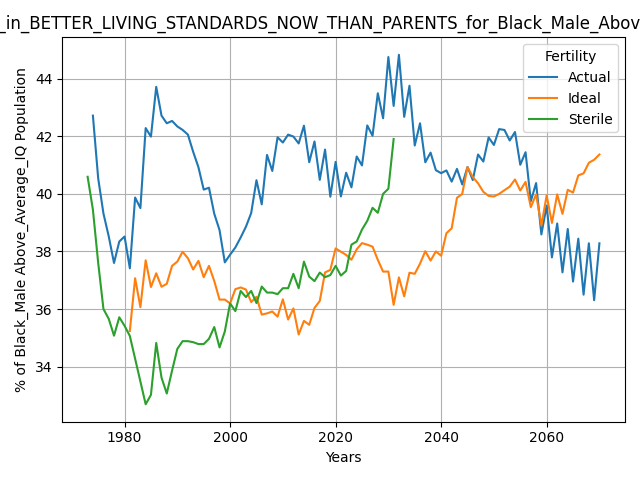 _in_BETTER_LIVING_STANDARDS_NOW_THAN_PARENTS_for_Black_Male_Abov
% of Black_Male Above_Average_IQ Population
44
42
40
38
36
34
1980
2000
2020
2040
2060
Years
Fertility
Actual
Ideal
Sterile